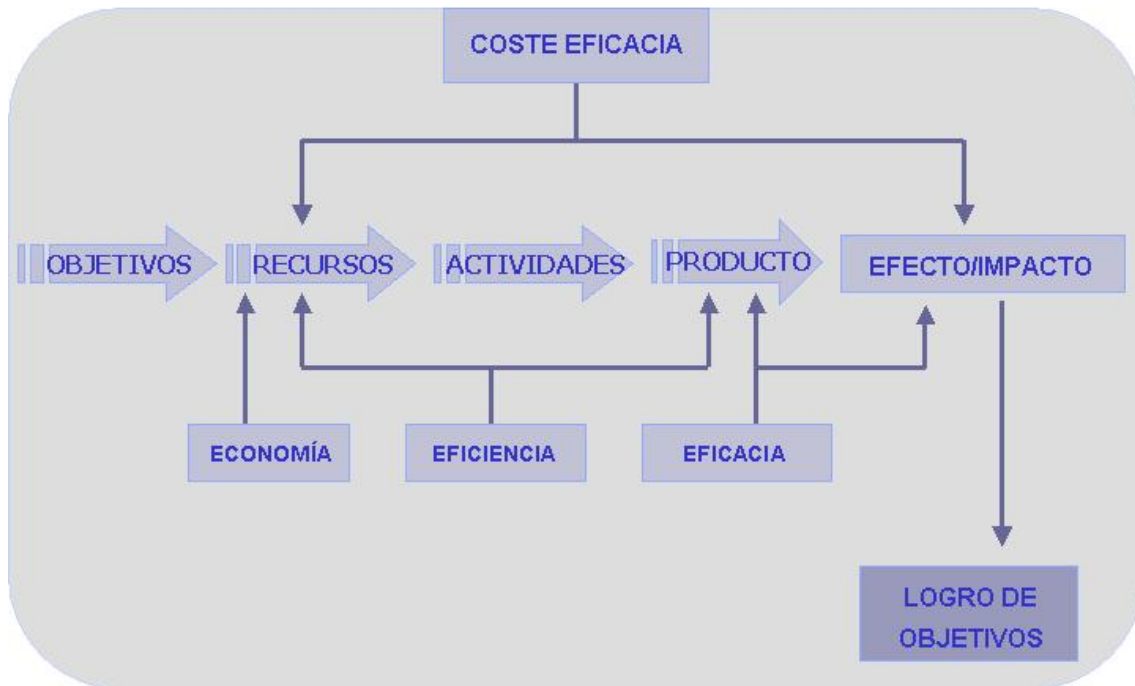 COSTE EFICACIA
OBJETIVOS
RECURSOS
ACTIVIDADES
PRODUCTO
EFECTO/IMPACTO
ECONOMÍA
EFICIENCIA
EFICACIA
LOGRO DE
OBJETIVOS